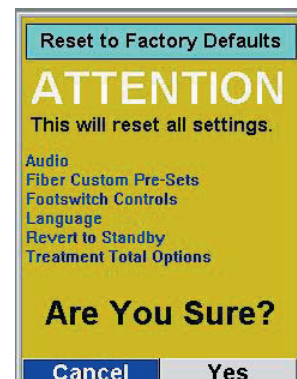 Reset to Factory Defaults
ATTENTION
This will reset all settings.
Audio
Fiber Custom Pre-Sets
Footswitch Controls
Language
Revert to Standby
Treatment Total Options
Are You Sure?
Cancel Yes